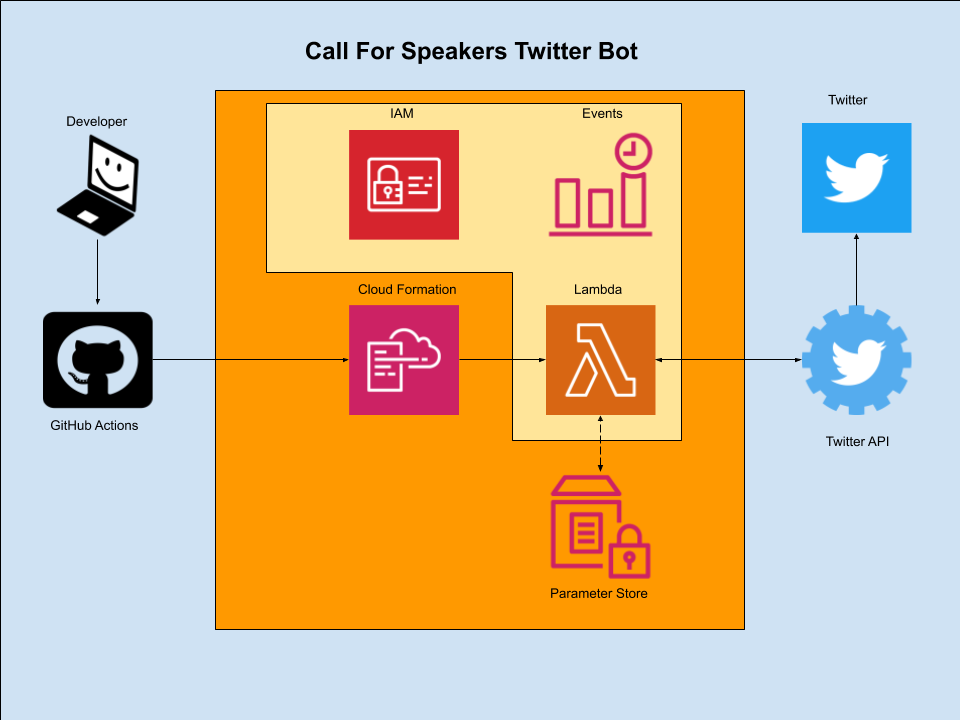 Call For Speakers Twitter Bot
Developer
IAM
Events
Twitter
Cloud Formation
Lambda
GitHub Actions
Twitter API
Parameter Store